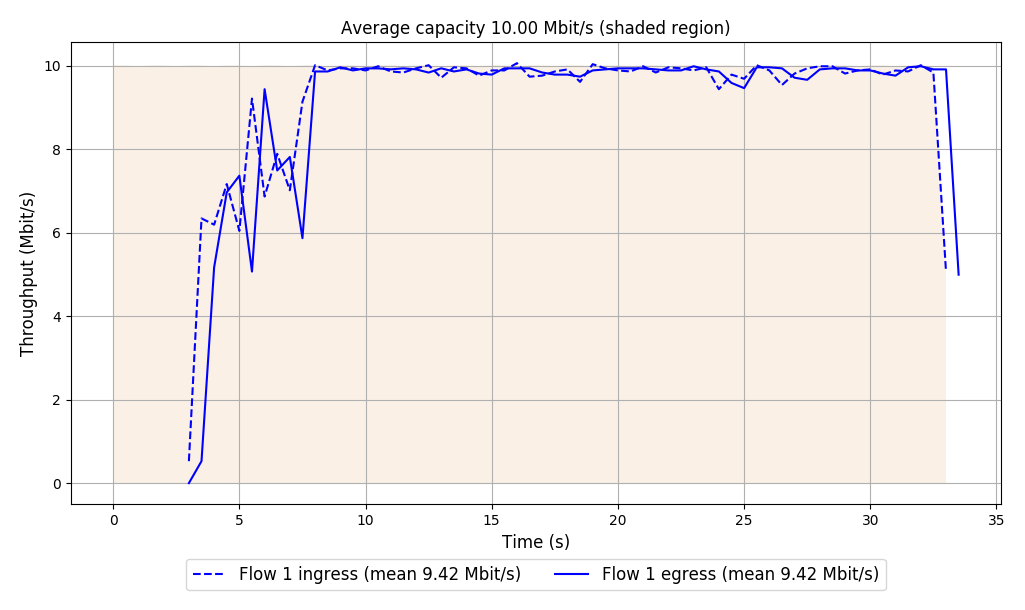 Average capacity 10.00 Mbit/s (shaded region)
10
8
6
4
2
0
Throughput (Mbit/s)
0 5 10 15 20 25 30 35
Time (s)
Flow 1 ingress (mean 9.42 Mbit/s) Flow 1 egress (mean 9.42 Mbit/s)